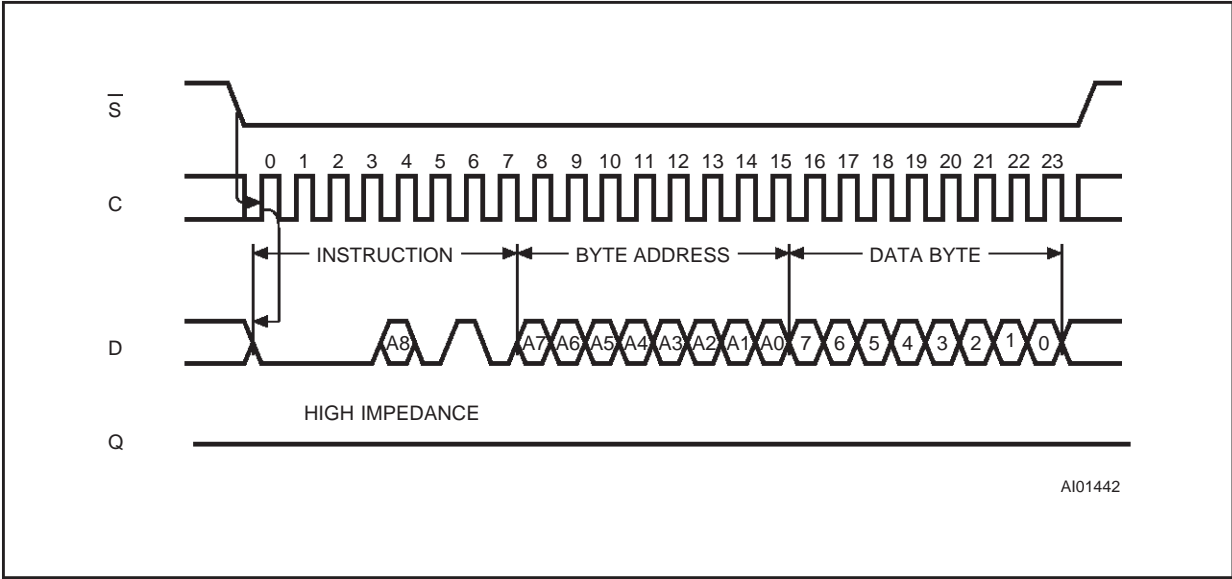 S̅
0 1 2 3 4 5 6 7 8 9 10 11 12 13 14 15 16 17 18 19 20 21 22 23
C
INSTRUCTION BYTE ADDRESS DATA BYTE
D A8 A7 A6 A5 A4 A3 A2 A1 A0 7 6 5 4 3 2 1 0
HIGH IMPEDANCE
Q
AI01442